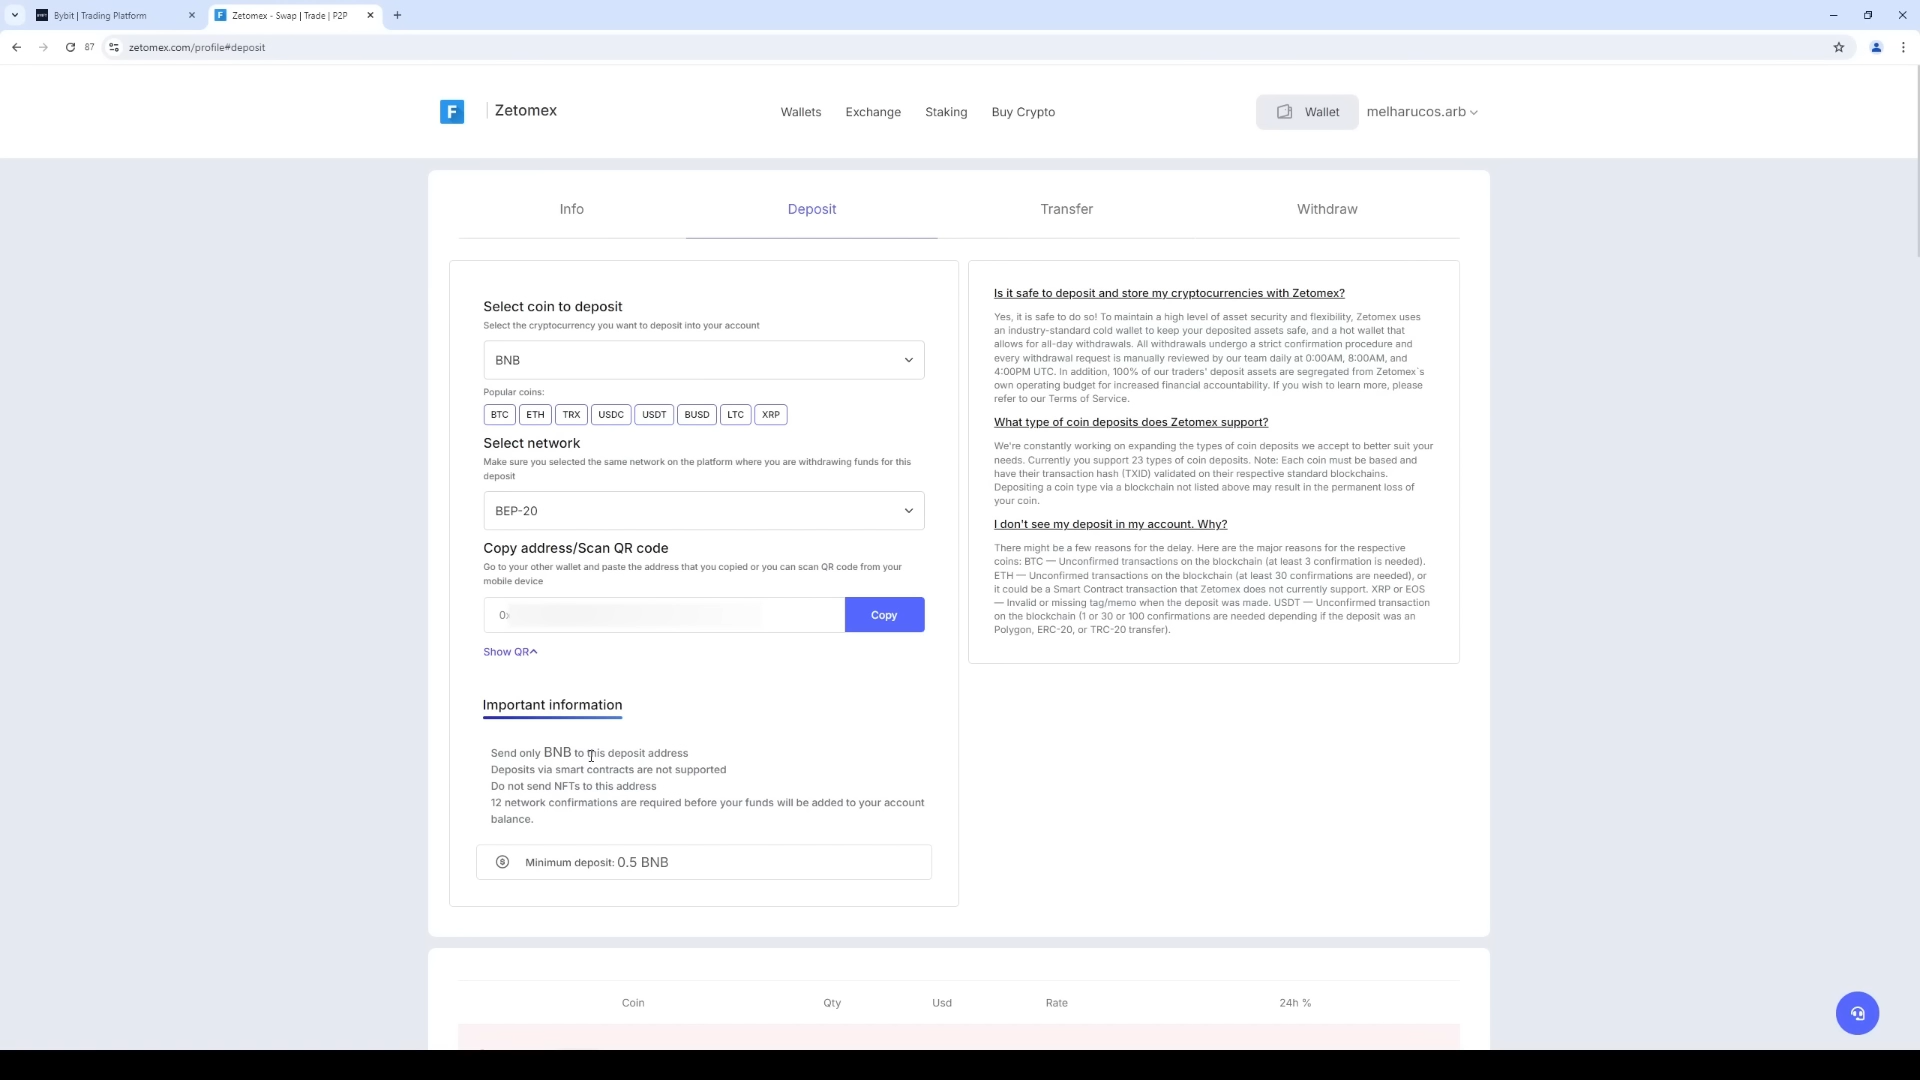 Bybit | Trading Platform
Zetomex - Swap | Trade | P2P
87
zetomex.com/profile#deposit
F
Zetomex
Wallets
Exchange
Staking
Buy Crypto
Wallet
melharucos.arb
Info
Deposit
Transfer
Withdraw
Select coin to deposit
Select the cryptocurrency you want to deposit into your account
BNB
Popular coins:
BTC
ETH
TRX
USDC
USDT
BUSD
LTC
XRP
Select network
Make sure you selected the same network on the platform where you are withdrawing funds for this
deposit
BEP-20
Copy address/Scan QR code
Go to your other wallet and paste the address that you copied or you can scan QR code from your
mobile device
Copy
Show QR
Important information
Send only BNB to this deposit address
Deposits via smart contracts are not supported
Do not send NFTs to this address
12 network confirmations are required before your funds will be added to your account
balance.
Minimum deposit: 0.5 BNB
Is it safe to deposit and store my cryptocurrencies with Zetomex?
Yes, it is safe to do so! To maintain a high level of asset security and flexibility, Zetomex uses
an industry-standard cold wallet to keep your deposited assets safe, and a hot wallet that
allows for all-day withdrawals. All withdrawals undergo a strict confirmation procedure and
every withdrawal request is manually reviewed by our team daily at 0:00AM, 8:00AM, and
4:00PM UTC. In addition, 100% of our traders' deposit assets are segregated from Zetomex`s
own operating budget for increased financial accountability. If you wish to learn more, please
refer to our Terms of Service.
What type of coin deposits does Zetomex support?
We're constantly working on expanding the types of coin deposits we accept to better suit your
needs. Currently you support 23 types of coin deposits. Note: Each coin must be based and
have their transaction hash (TXID) validated on their respective standard blockchains.
Depositing a coin type via a blockchain not listed above may result in the permanent loss of
your coin.
I don't see my deposit in my account. Why?
There might be a few reasons for the delay. Here are the major reasons for the respective
coins: BTC — Unconfirmed transactions on the blockchain (at least 3 confirmation is needed).
ETH — Unconfirmed transactions on the blockchain (at least 30 confirmations are needed), or
it could be a Smart Contract transaction that Zetomex does not currently support. XRP or EOS
— Invalid or missing tag/memo when the deposit was made. USDT — Unconfirmed transaction
on the blockchain (1 or 30 or 100 confirmations are needed depending if the deposit was an
Polygon, ERC-20, or TRC-20 transfer).
Coin
Qty
Usd
Rate
24h %